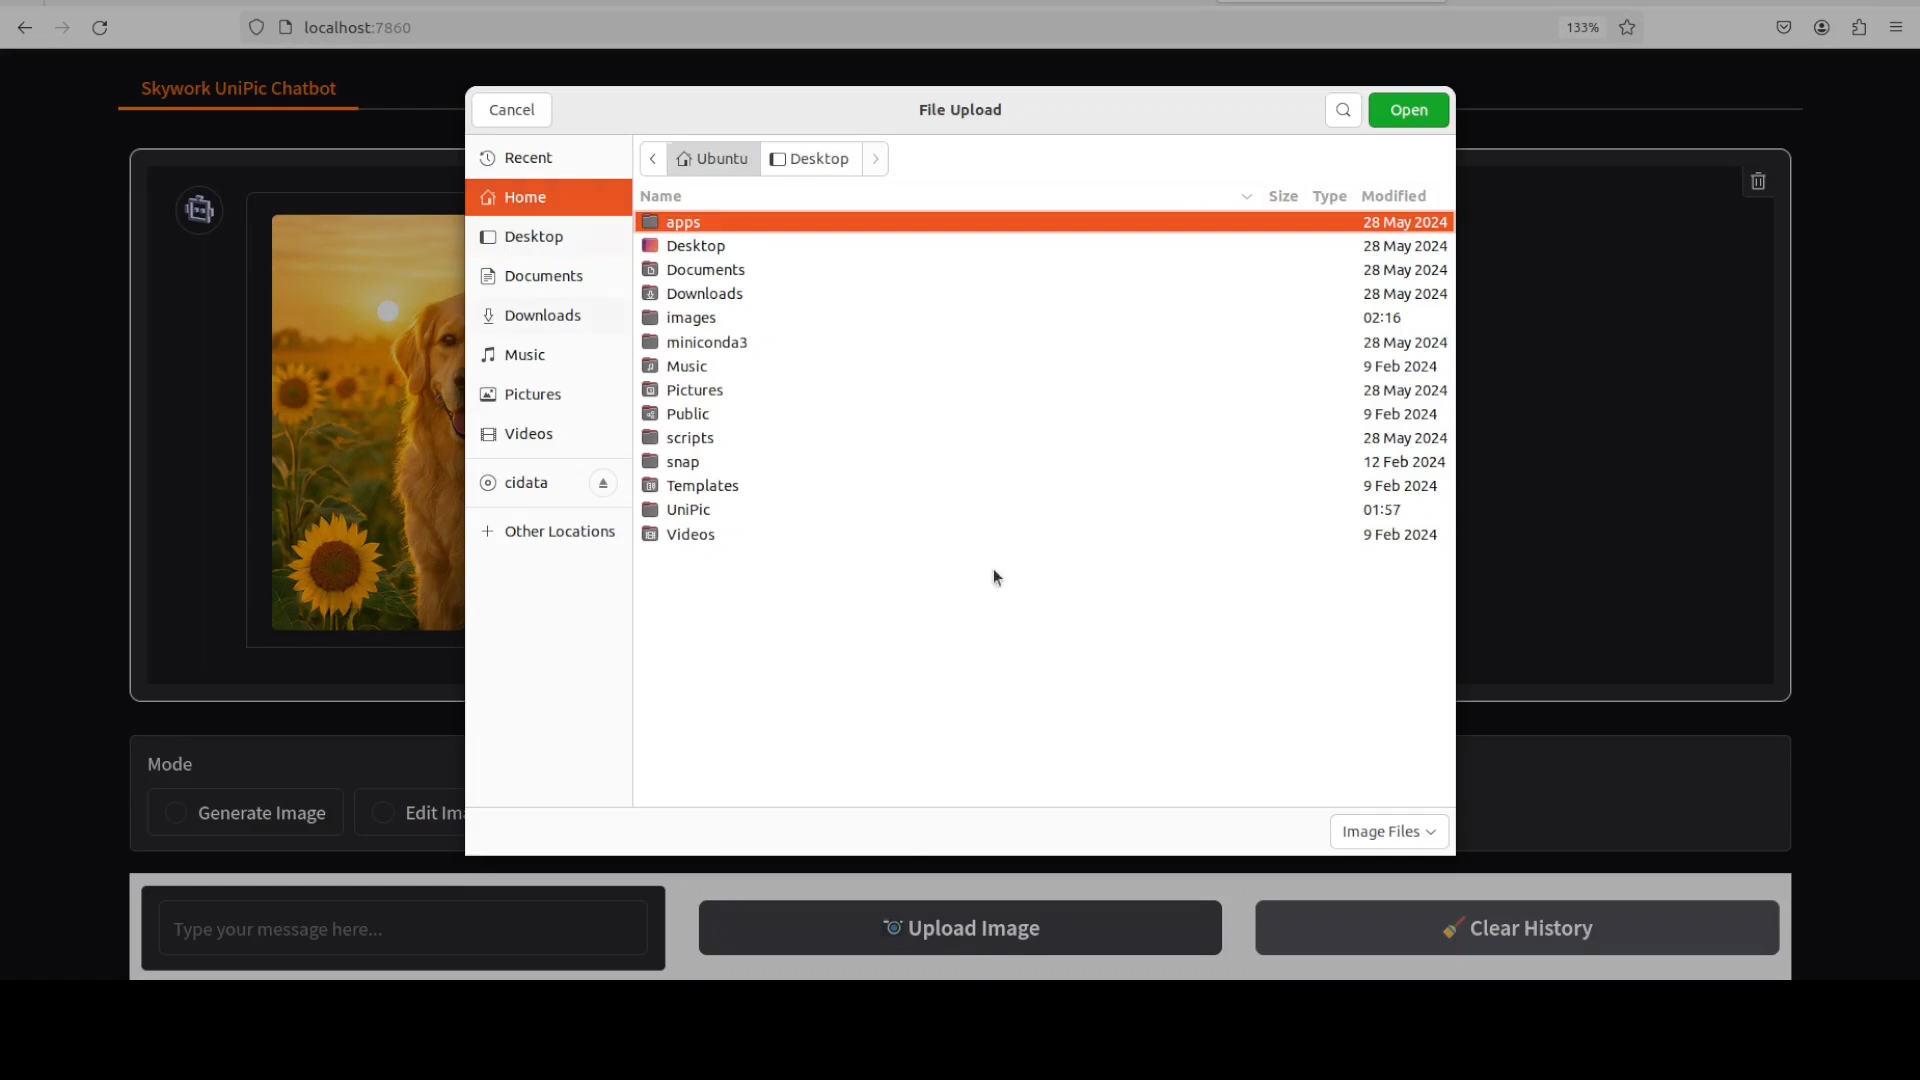 localhost:7860
133%
Skywork UniPic Chatbot
Cancel
File Upload
Open
Recent
Home
Desktop
Documents
Downloads
Music
Pictures
Videos
cidata
Other Locations
Ubuntu
Desktop
Name
Size
Type
Modified
apps 28 May 2024
Desktop 28 May 2024
Documents 28 May 2024
Downloads 28 May 2024
images 02:16
miniconda3 28 May 2024
Music 9 Feb 2024
Pictures 28 May 2024
Public 9 Feb 2024
scripts 28 May 2024
snap 12 Feb 2024
Templates 9 Feb 2024
UniPic 01:57
Videos 9 Feb 2024
Image Files
Mode
Generate Image
Edit
Type your message here...
Upload Image
Clear History